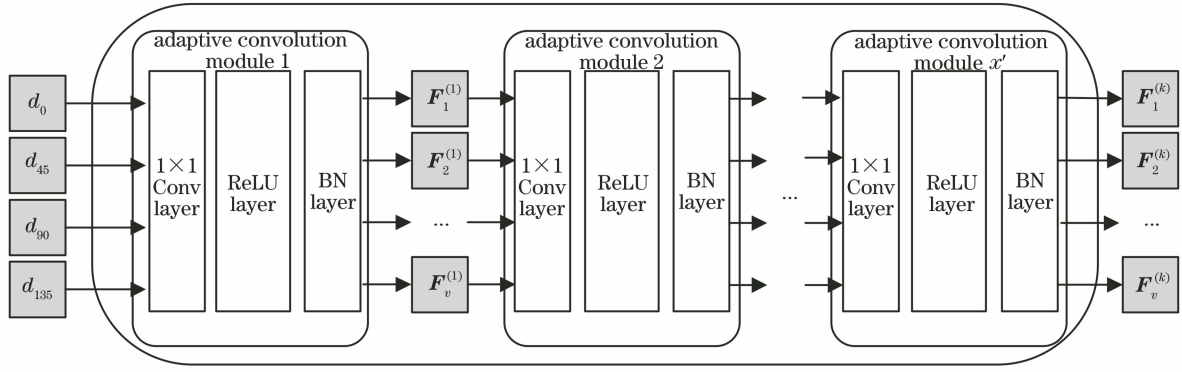 adaptive convolution
module 1
adaptive convolution
module 2
adaptive convolution
module x′
d₀
d₄₅
d₉₀
d₁₃₅
1×1
Conv
layer
ReLU
layer
BN
layer
F₁⁽¹⁾
F₂⁽¹⁾
...
Fᵥ⁽¹⁾
1×1
Conv
layer
ReLU
layer
BN
layer
...
1×1
Conv
layer
ReLU
layer
BN
layer
F₁⁽ᵏ⁾
F₂⁽ᵏ⁾
...
Fᵥ⁽ᵏ⁾